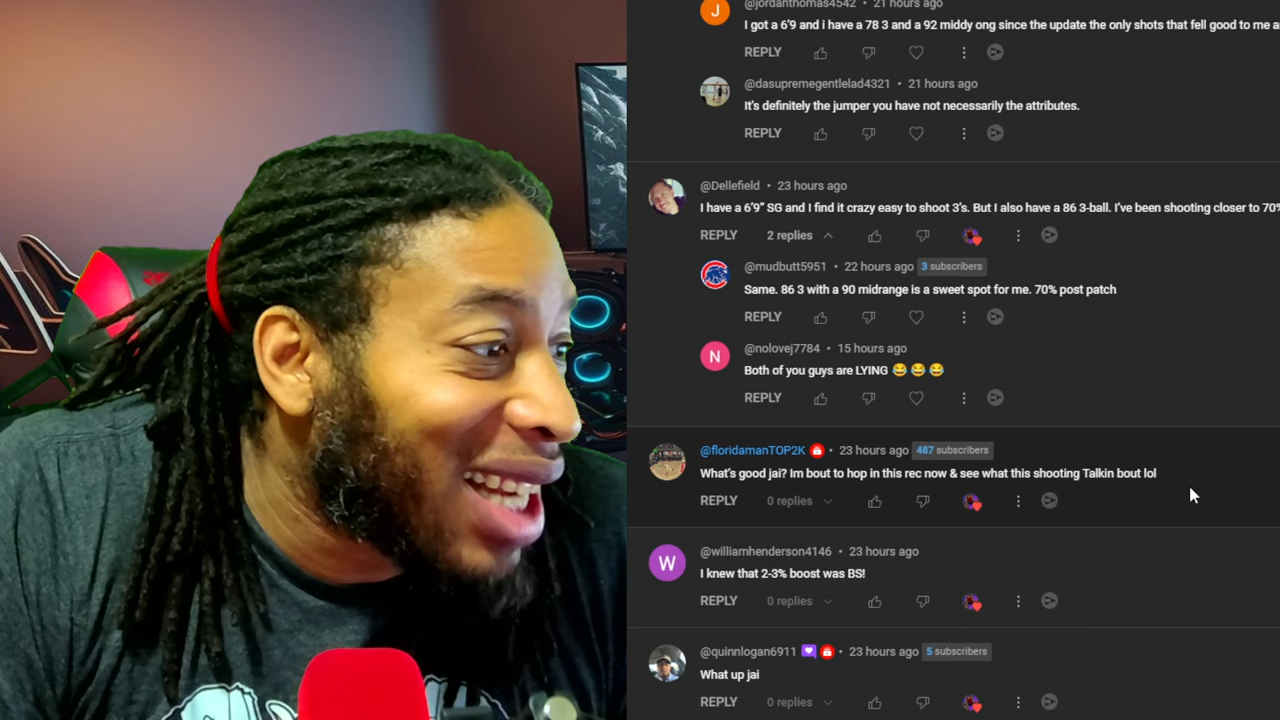 @jordanthomas4542 • 21 hours ago
I got a 6'9 and i have a 78 3 and a 92 middy ong since the update the only shots that fell good to me a
REPLY
@dasupremegentlelad4321 • 21 hours ago
It's definitely the jumper you have not necessarily the attributes.
REPLY
@Dellefield • 23 hours ago
I have a 6'9" SG and I find it crazy easy to shoot 3's. But I also have a 86 3-ball. I've been shooting closer to 70%
REPLY 2 replies
@mudbutt5951 • 22 hours ago 3 subscribers
Same. 86 3 with a 90 midrange is a sweet spot for me. 70% post patch
REPLY
N @nolovej7784 • 15 hours ago
Both of you guys are LYING 😂 😂 😂
REPLY
@floridamanTOP2K • 23 hours ago 487 subscribers
What's good jai? Im bout to hop in this rec now & see what this shooting Talkin bout lol
REPLY 0 replies
W @williamhenderson4146 • 23 hours ago
I knew that 2-3% boost was BS!
REPLY 0 replies
@quinnlogan6911 • 23 hours ago 5 subscribers
What up jai
REPLY 0 replies